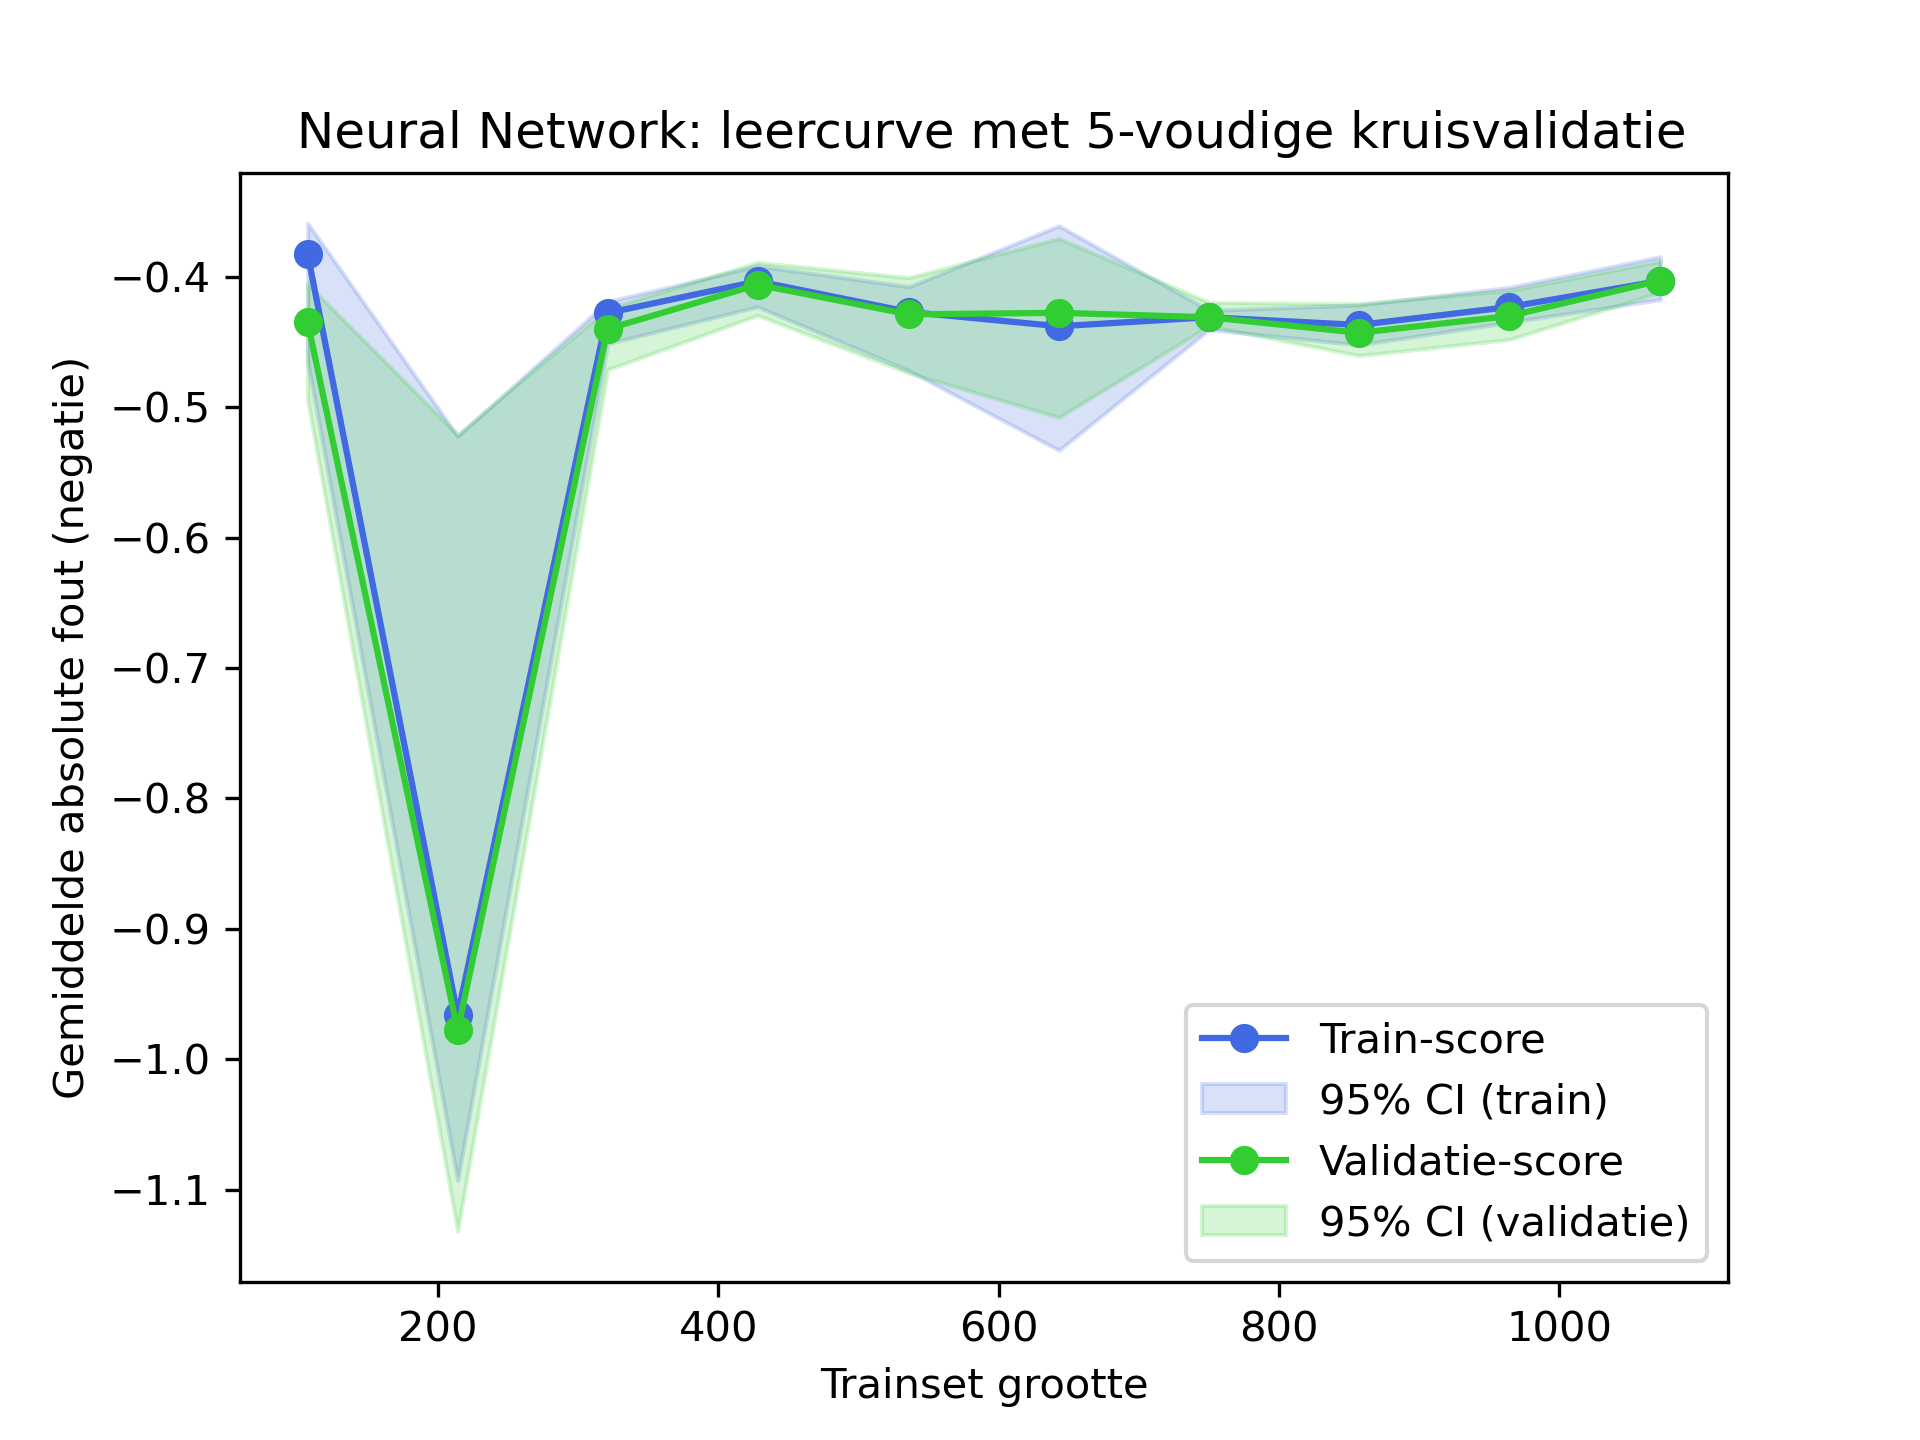 Neural Network: leercurve met 5-voudige kruisvalidatie
Gemiddelde absolute fout (negatie)
−0.4
−0.5
−0.6
−0.7
−0.8
−0.9
−1.0
−1.1
Train-score
95% CI (train)
Validatie-score
95% CI (validatie)
200 400 600 800 1000
Trainset grootte